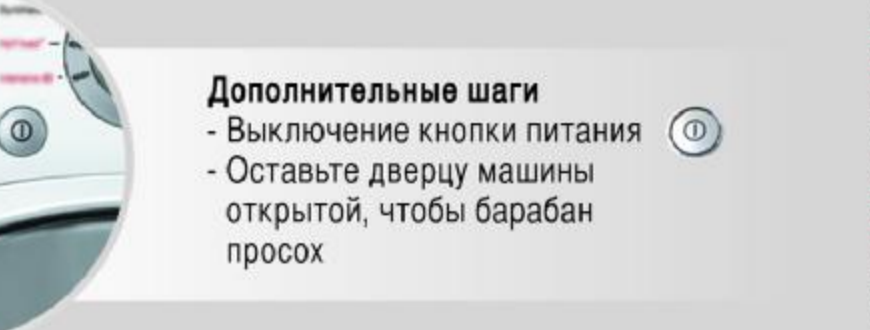 Дополнительные шаги
- Выключение кнопки питания
- Оставьте дверцу машины
открытой, чтобы барабан
просох